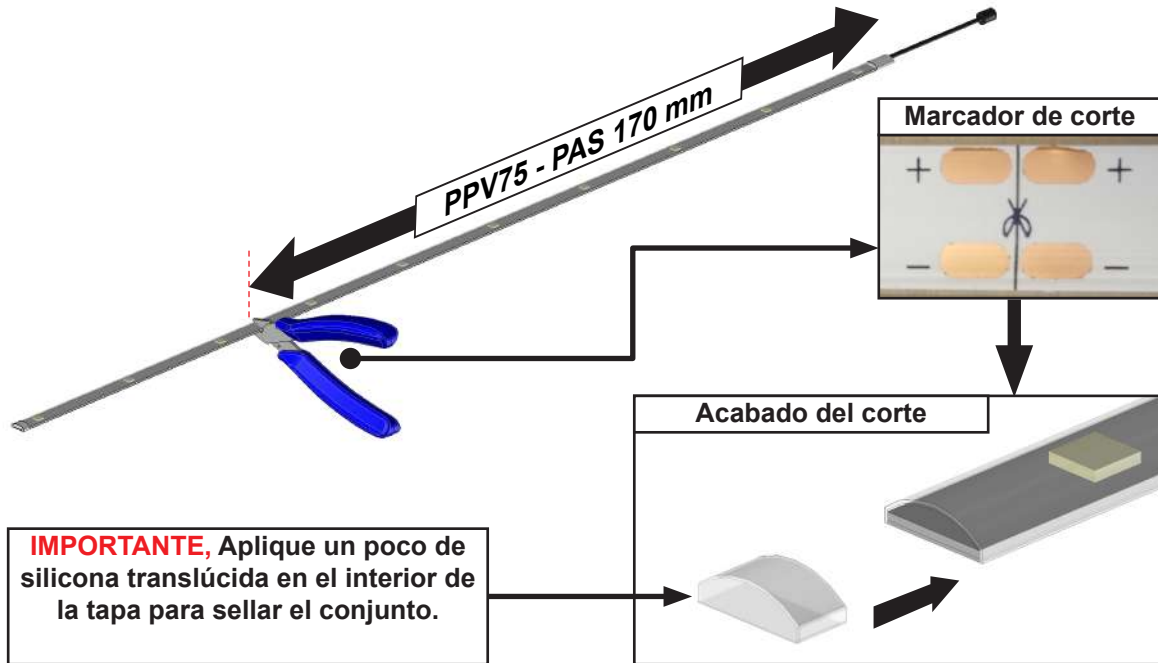 PPV75 - PAS 170 mm
Marcador de corte
+ +
− −
Acabado del corte
IMPORTANTE, Aplique un poco de
silicona translúcida en el interior de
la tapa para sellar el conjunto.